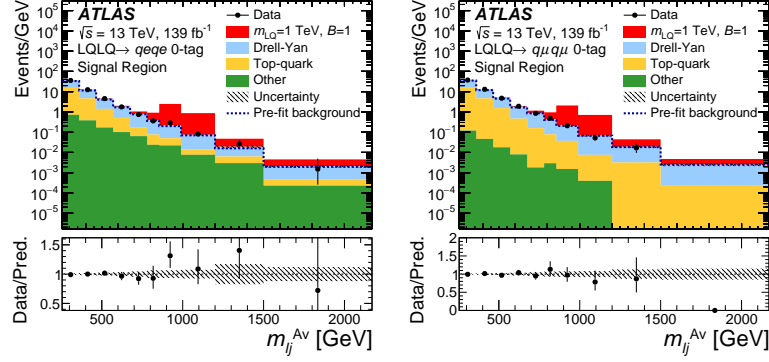 ATLAS
√s = 13 TeV, 139 fb⁻¹
LQLQ→ qeqe 0-tag
Signal Region
Data
m_LQ=1 TeV, B=1
Drell-Yan
Top-quark
Other
Uncertainty
Pre-fit background
Events/GeV
10⁵
10⁴
10³
10²
10
1
10⁻¹
10⁻²
10⁻³
10⁻⁴
10⁻⁵
Data/Pred.
1.5
1
0.5
500 1000 1500 2000
m_lj^Av [GeV]
ATLAS
√s = 13 TeV, 139 fb⁻¹
LQLQ→ qμqμ 0-tag
Signal Region
Data
m_LQ=1 TeV, B=1
Drell-Yan
Top-quark
Other
Uncertainty
Pre-fit background
Events/GeV
10⁵
10⁴
10³
10²
10
1
10⁻¹
10⁻²
10⁻³
10⁻⁴
10⁻⁵
Data/Pred.
2
1.5
1
0.5
0
500 1000 1500 2000
m_lj^Av [GeV]